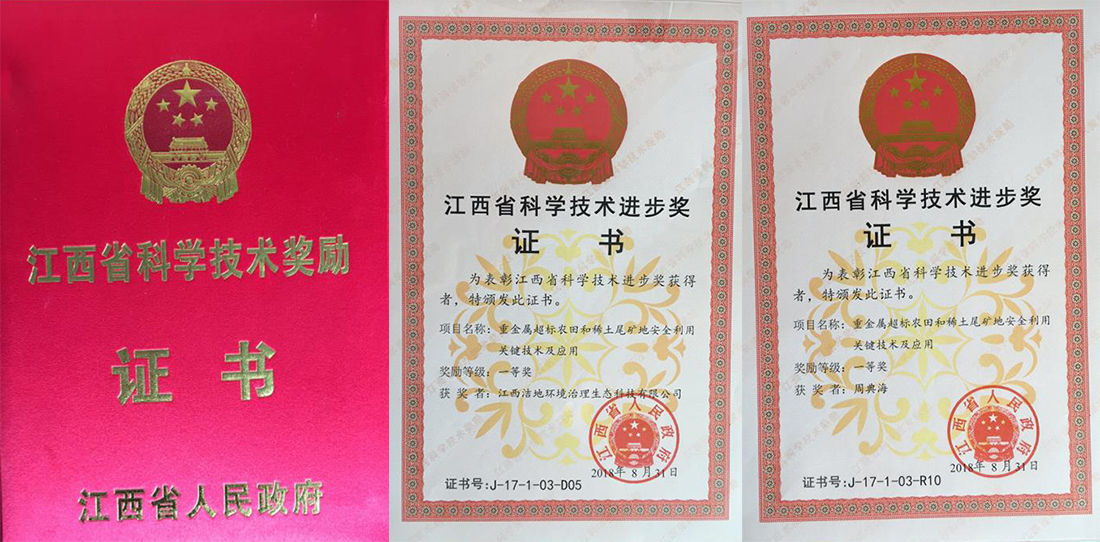 江西省科学技术奖励
证 书
江西省人民政府
江西省科学技术进步奖
证 书
为表彰江西省科学技术进步奖获得
者，特颁发此证书。
项目名称：重金属超标农田和稀土尾矿地安全利用
关键技术及应用
奖励等级：一等奖
获 奖 者：江西洁地环境治理生态科技有限公司
江西省人民政府
2018年 8 月 31 日
证书号:J-17-1-03-D05
江西省科学技术进步奖
证 书
为表彰江西省科学技术进步奖获得
者，特颁发此证书。
项目名称：重金属超标农田和稀土尾矿地安全利用
关键技术及应用
奖励等级：一等奖
获 奖 者：周典海
江西省人民政府
2018年 8 月 31 日
证书号:J-17-1-03-R10